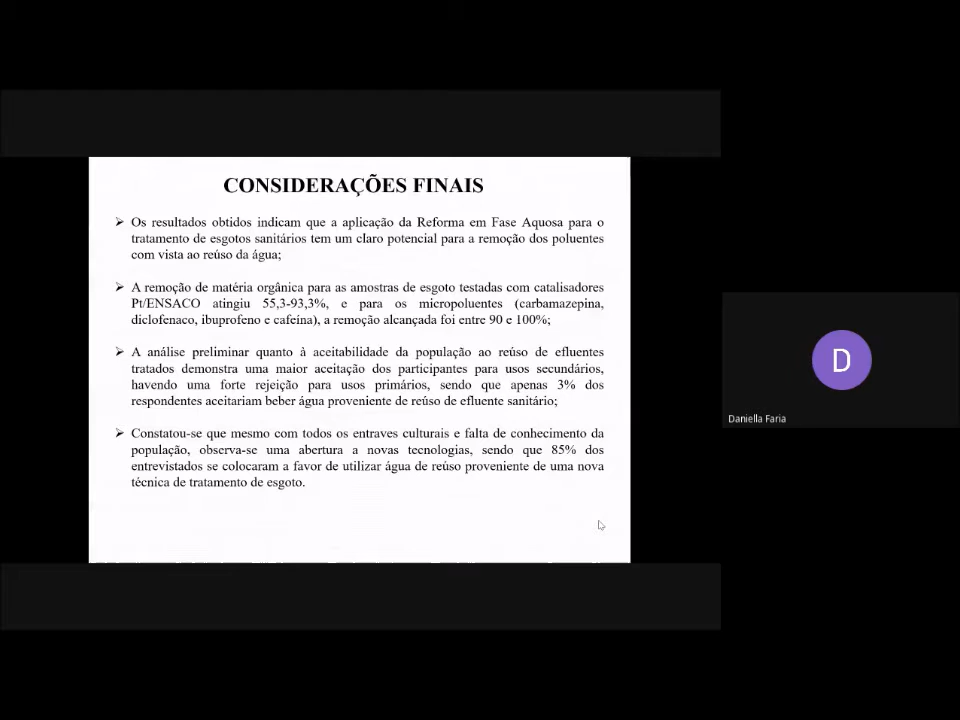 CONSIDERAÇÕES FINAIS
➤ Os resultados obtidos indicam que a aplicação da Reforma em Fase Aquosa para o
tratamento de esgotos sanitários tem um claro potencial para a remoção dos poluentes
com vista ao reúso da água;
➤ A remoção de matéria orgânica para as amostras de esgoto testadas com catalisadores
Pt/ENSACO atingiu 55,3-93,3%, e para os micropoluentes (carbamazepina,
diclofenaco, ibuprofeno e cafeína), a remoção alcançada foi entre 90 e 100%;
➤ A análise preliminar quanto à aceitabilidade da população ao reúso de efluentes
tratados demonstra uma maior aceitação dos participantes para usos secundários,
havendo uma forte rejeição para usos primários, sendo que apenas 3% dos
respondentes aceitariam beber água proveniente de reúso de efluente sanitário;
➤ Constatou-se que mesmo com todos os entraves culturais e falta de conhecimento da
população, observa-se uma abertura a novas tecnologias, sendo que 85% dos
entrevistados se colocaram a favor de utilizar água de reúso proveniente de uma nova
técnica de tratamento de esgoto.
D
Daniella Faria